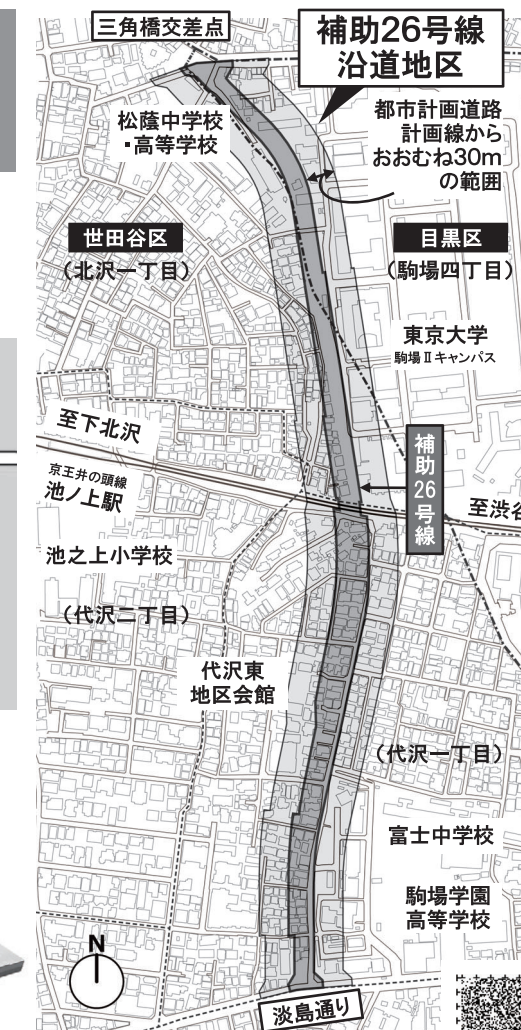 三角橋交差点
補助26号線
沿道地区
松蔭中学校
・高等学校
都市計画道路
計画線から
おおむね30m
の範囲
世田谷区
(北沢一丁目)
目黒区
(駒場四丁目)
東京大学
駒場Ⅱキャンパス
至下北沢
京王井の頭線
池ノ上駅
補助26号線
至渋谷
池之上小学校
(代沢二丁目)
代沢東
地区会館
(代沢一丁目)
富士中学校
駒場学園
高等学校
N
淡島通り